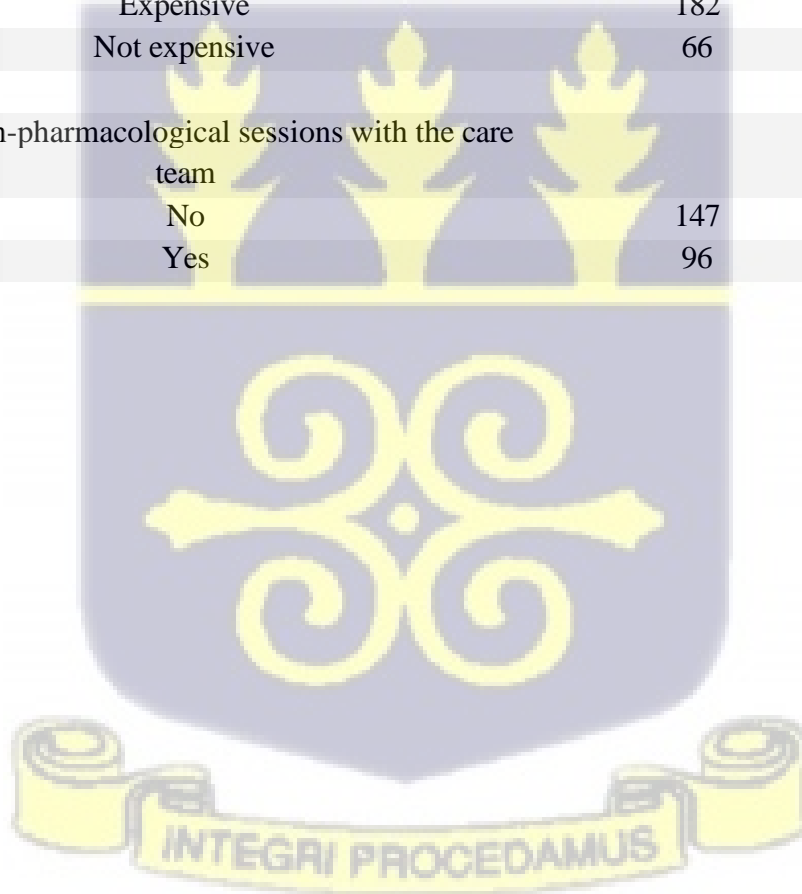 Expensive 182
Not expensive 66
n-pharmacological sessions with the care
team
No 147
Yes 96
INTEGRI PROCEDAMUS